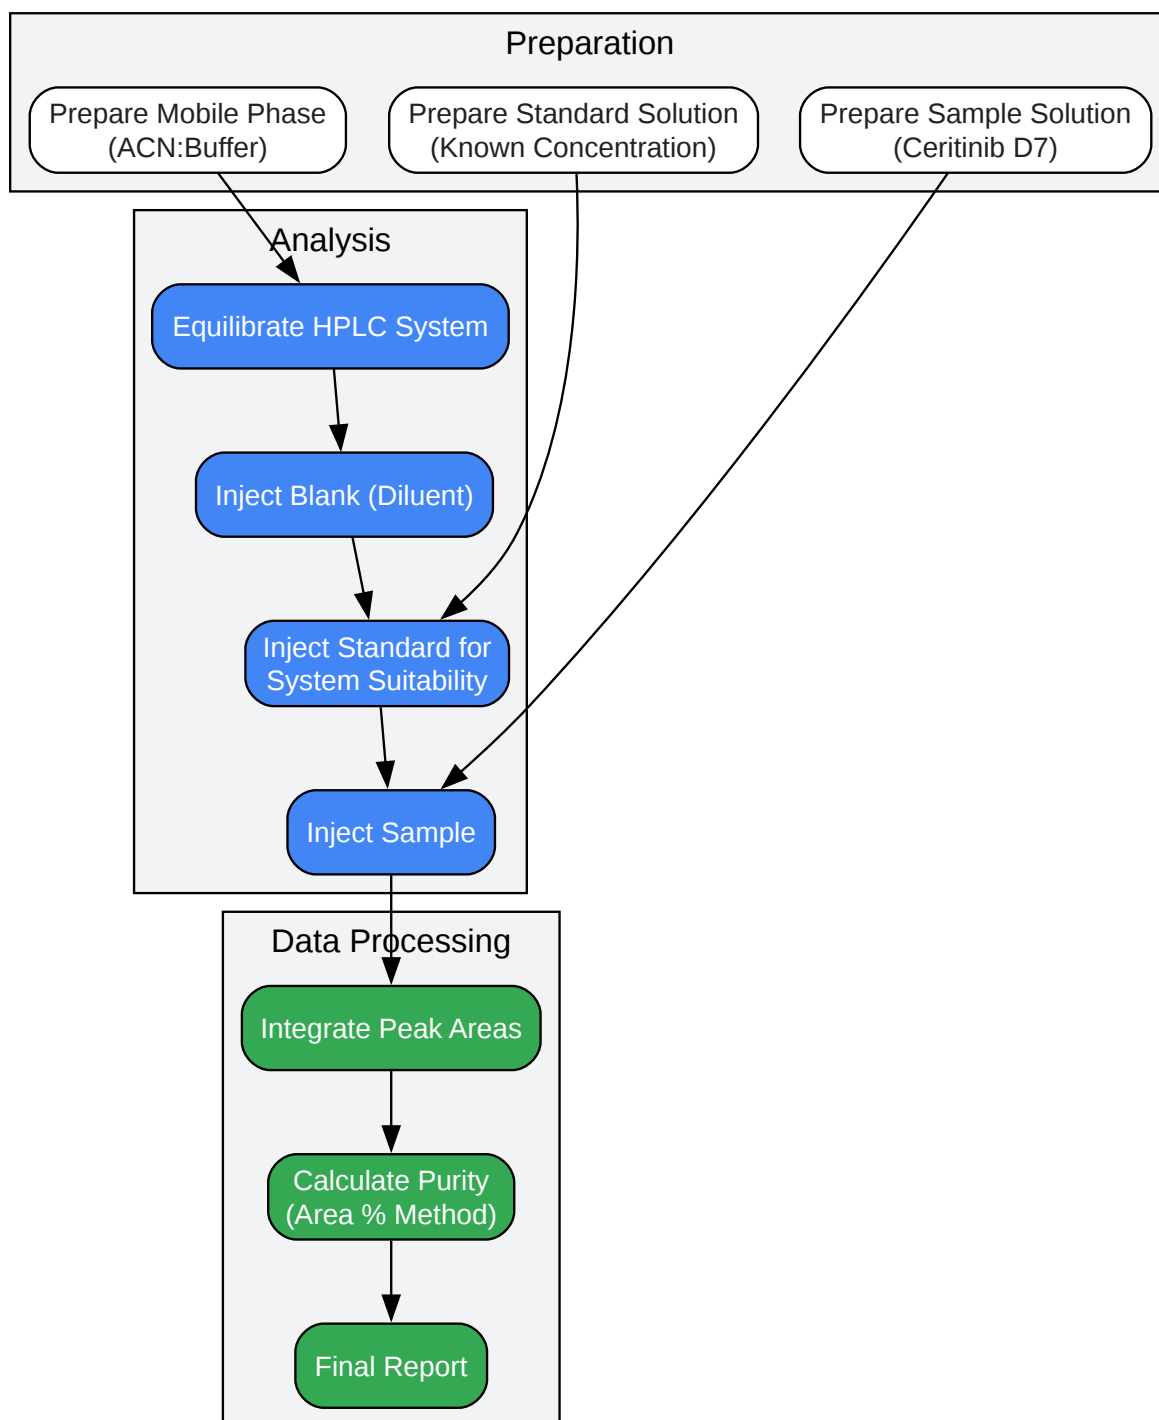 Preparation
Prepare Mobile Phase
(ACN:Buffer)
Prepare Standard Solution
(Known Concentration)
Prepare Sample Solution
(Ceritinib D7)
Analysis
Equilibrate HPLC System
Inject Blank (Diluent)
Inject Standard for
System Suitability
Inject Sample
Data Processing
Integrate Peak Areas
Calculate Purity
(Area % Method)
Final Report